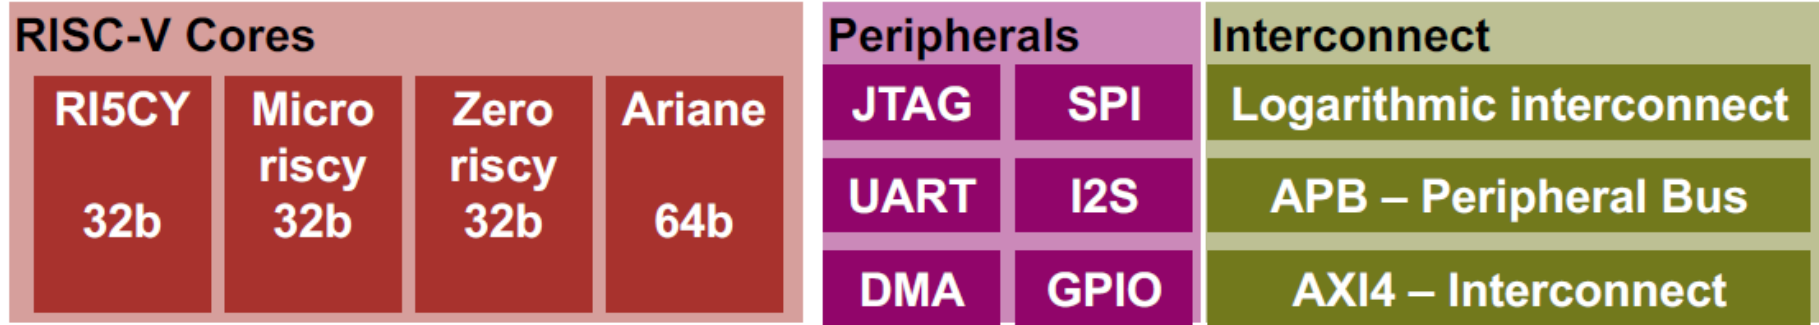 RISC-V Cores
RI5CY
32b
Micro
riscy
32b
Zero
riscy
32b
Ariane
64b
Peripherals
JTAG
SPI
UART
I2S
DMA
GPIO
Interconnect
Logarithmic interconnect
APB – Peripheral Bus
AXI4 – Interconnect